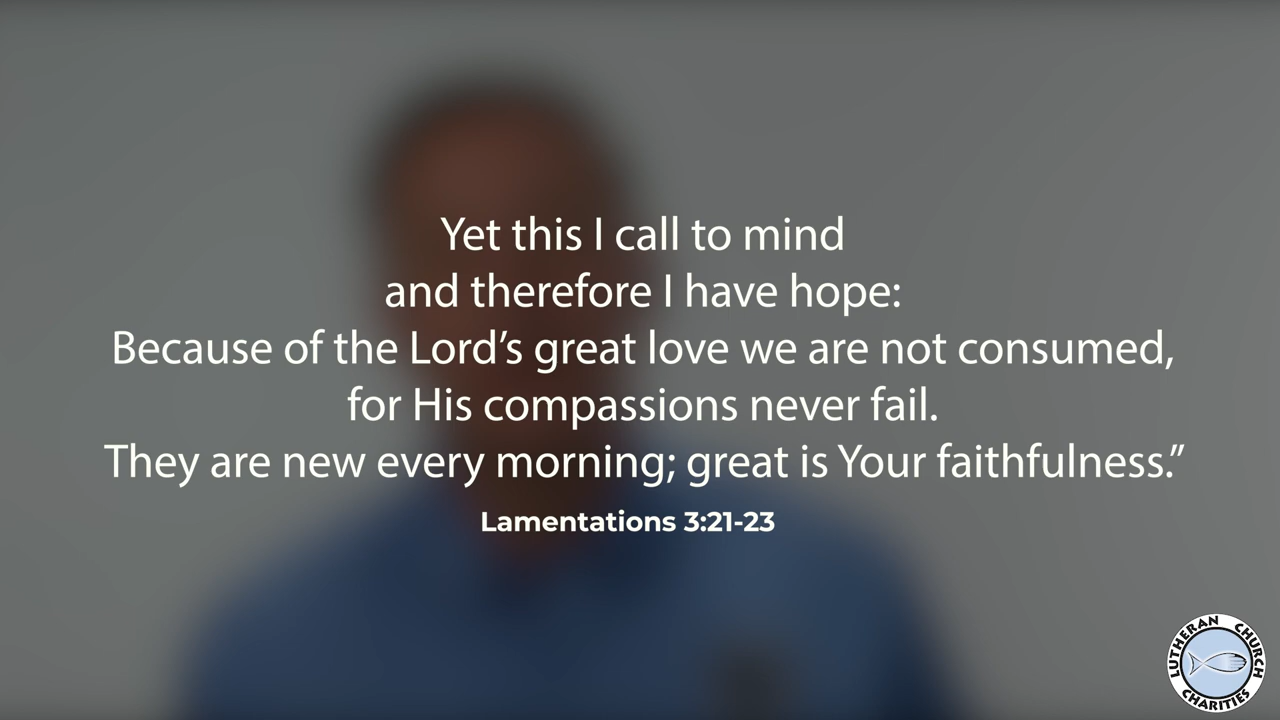 Yet this I call to mind
and therefore I have hope:
Because of the Lord’s great love we are not consumed,
for His compassions never fail.
They are new every morning; great is Your faithfulness.”
Lamentations 3:21-23
LUTHERAN CHURCH
CHARITIES